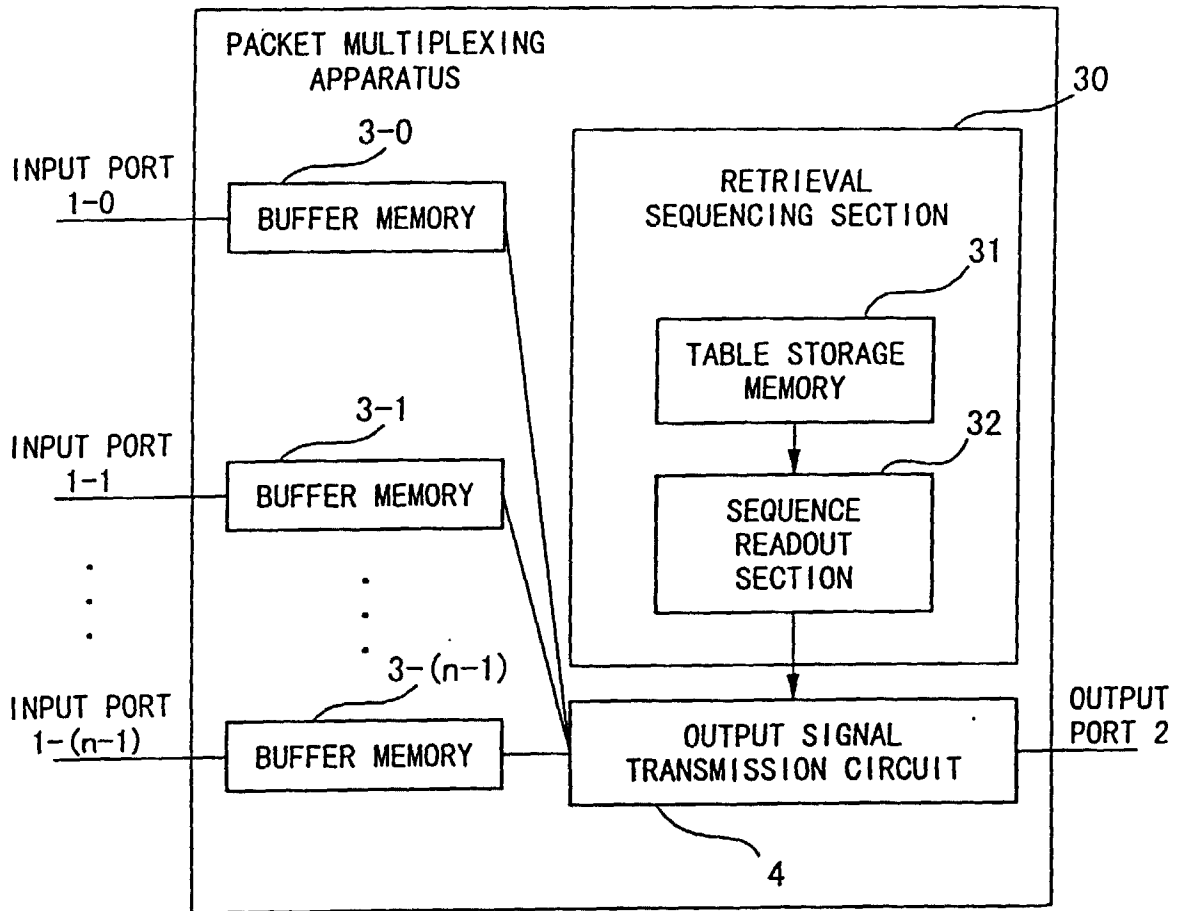 PACKET MULTIPLEXING
APPARATUS
30
3-0
INPUT PORT
1-0
BUFFER MEMORY
RETRIEVAL
SEQUENCING SECTION
31
TABLE STORAGE
MEMORY
3-1
INPUT PORT
1-1
BUFFER MEMORY
32
SEQUENCE
READOUT
SECTION
3-(n-1)
INPUT PORT
1-(n-1)
BUFFER MEMORY
OUTPUT SIGNAL
TRANSMISSION CIRCUIT
OUTPUT
PORT 2
4